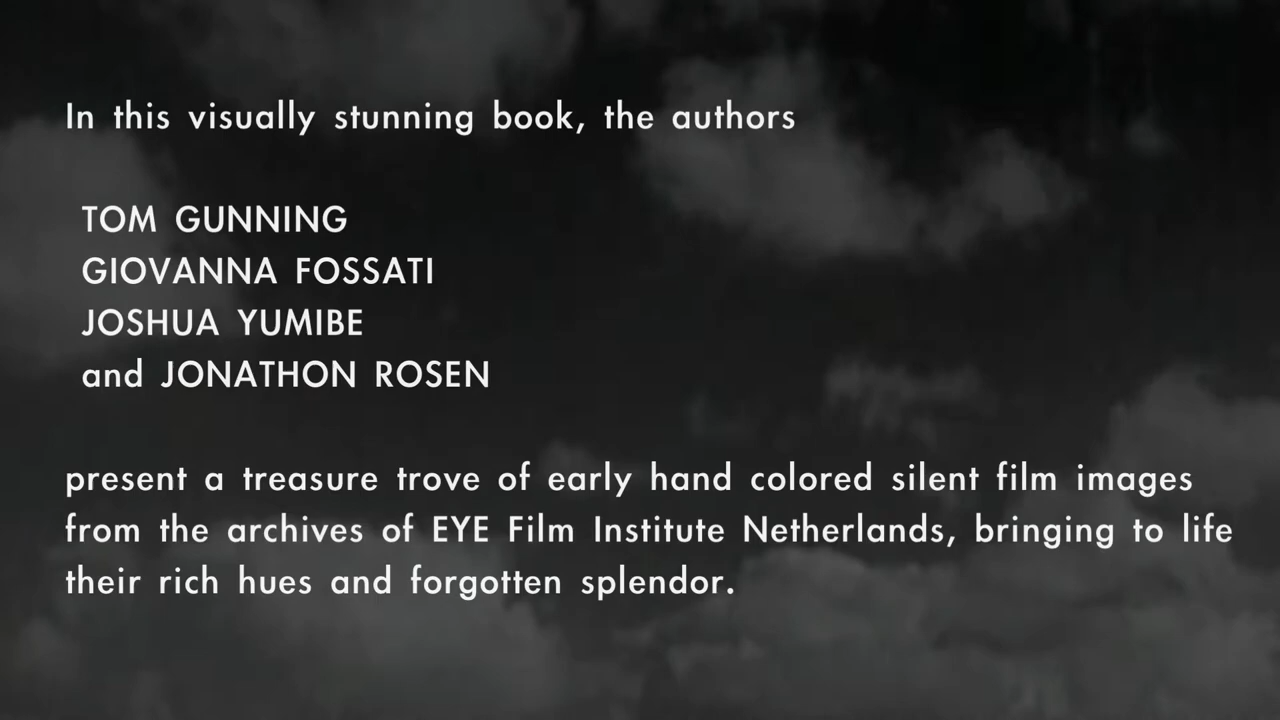 In this visually stunning book, the authors
TOM GUNNING
GIOVANNA FOSSATI
JOSHUA YUMIBE
and JONATHON ROSEN
present a treasure trove of early hand colored silent film images
from the archives of EYE Film Institute Netherlands, bringing to life
their rich hues and forgotten splendor.